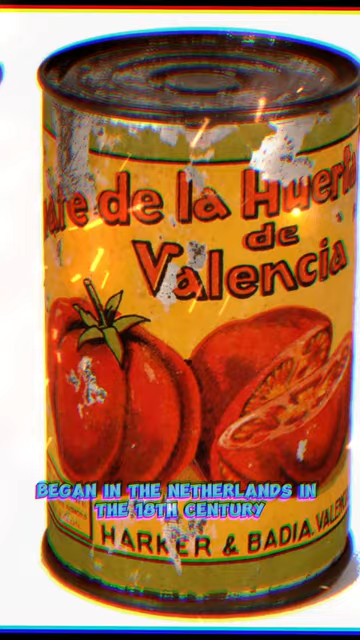 de la Huerta
de
Valencia
BEGAN IN THE NETHERLANDS IN
THE 18TH CENTURY
HARKER & BADIA.